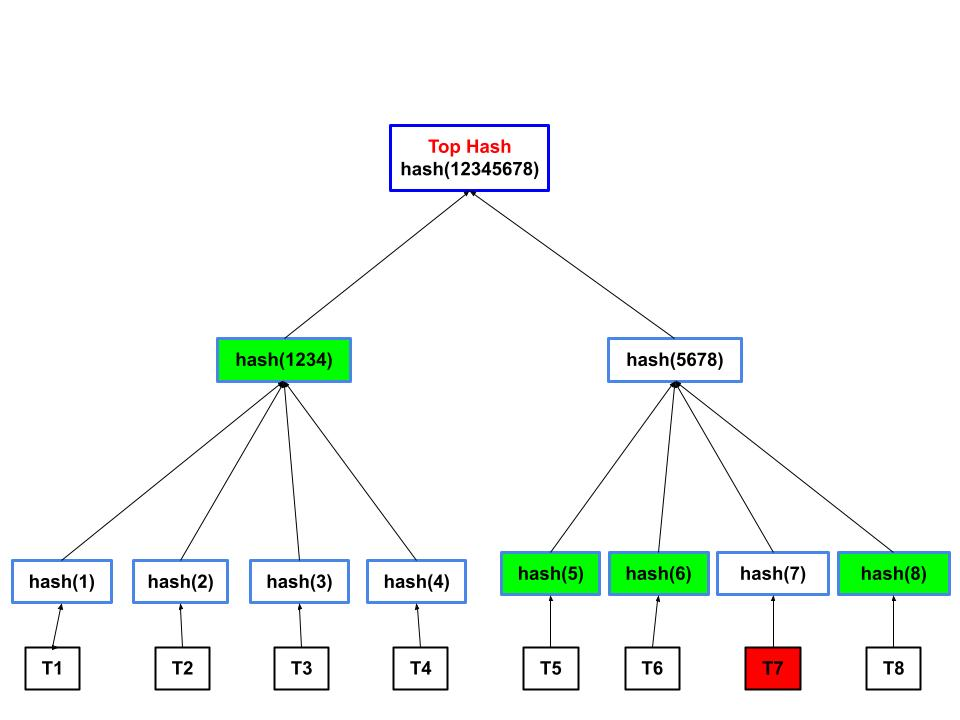 Top Hash
hash(12345678)
hash(1234)
hash(5678)
hash(1)
hash(2)
hash(3)
hash(4)
hash(5)
hash(6)
hash(7)
hash(8)
T1
T2
T3
T4
T5
T6
T7
T8